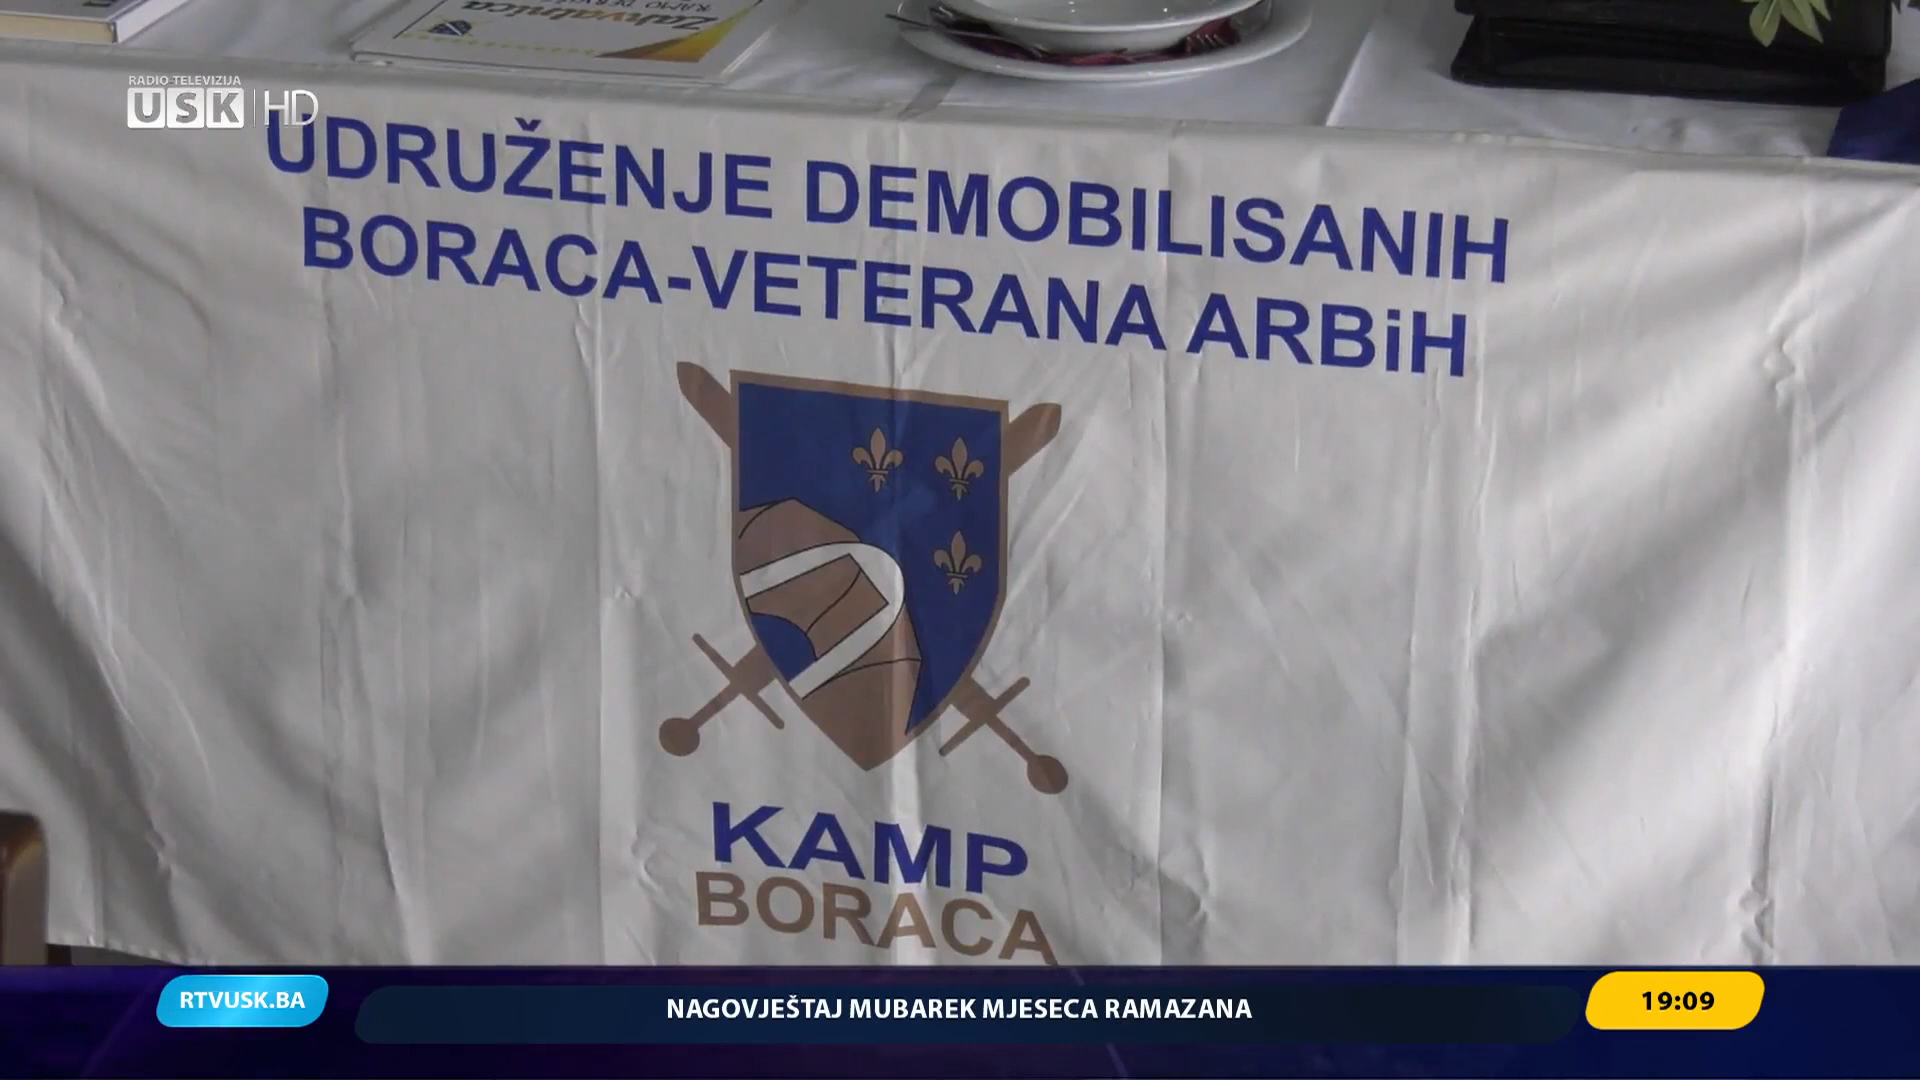 Zahvalnica
RADIO-TELEVIZIJA
USK HD
UDRUŽENJE DEMOBILISANIH
BORACA-VETERANA ARBiH
KAMP
BORACA
RTVUSK.BA
NAGOVJEŠTAJ MUBAREK MJESECA RAMAZANA
19:09